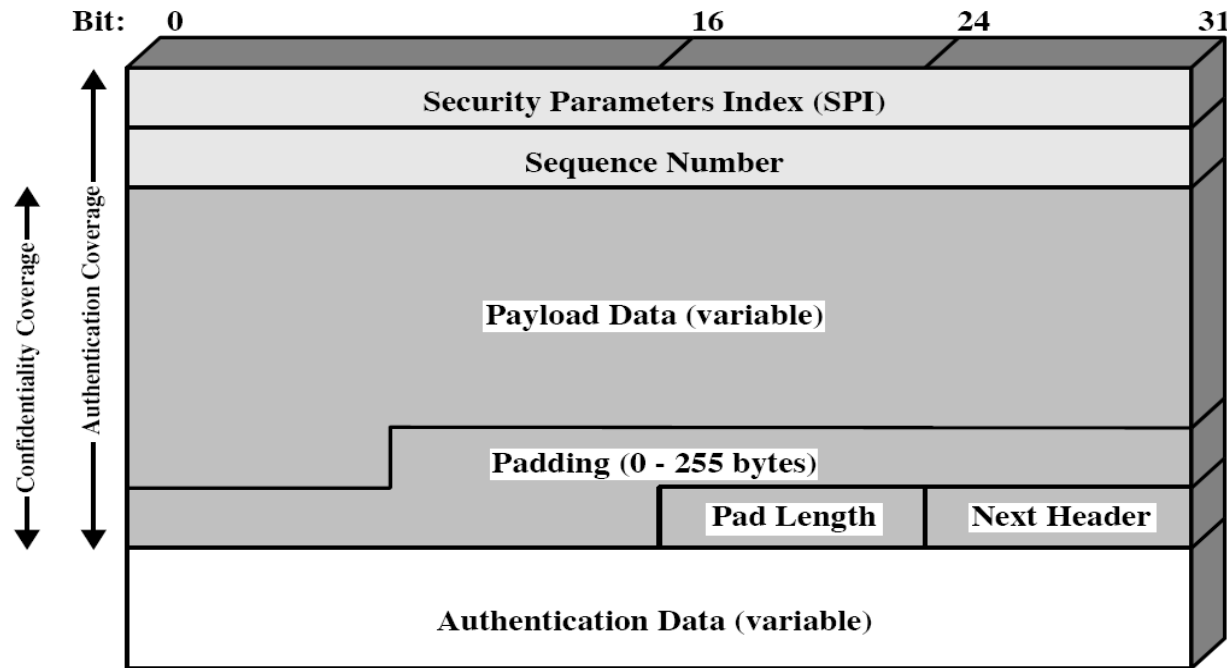 Bit: 0 16 24 31
Security Parameters Index (SPI)
Sequence Number
Confidentiality Coverage
Authentication Coverage
Payload Data (variable)
Padding (0 - 255 bytes)
Pad Length
Next Header
Authentication Data (variable)